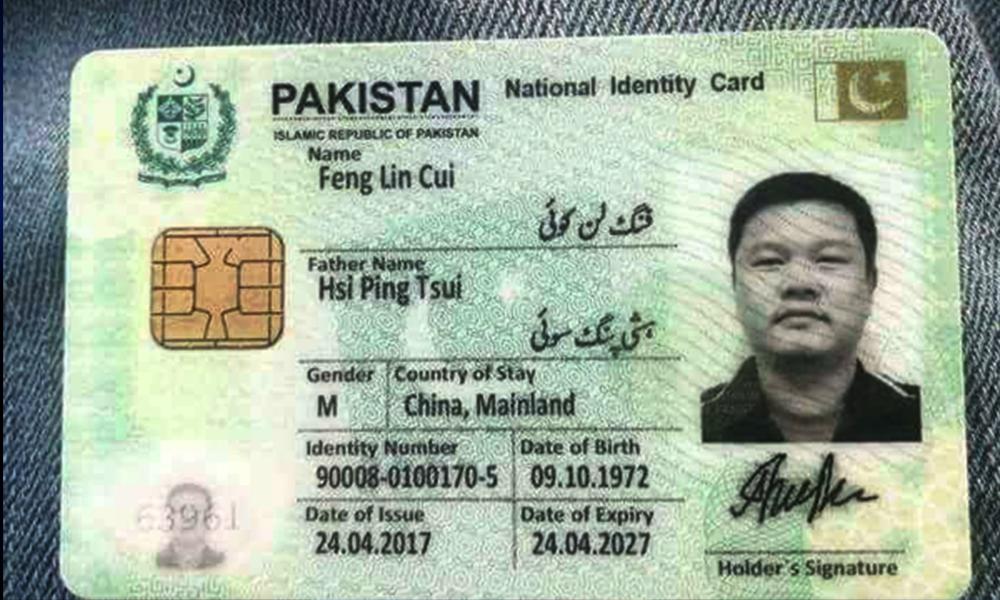 PAKISTAN National Identity Card
ISLAMIC REPUBLIC OF PAKISTAN
Name
Feng Lin Cui
فنگ لن کوئی
Father Name
Hsi Ping Tsui
ہشی پنگ سوئی
Gender Country of Stay
M China, Mainland
Identity Number Date of Birth
90008-0100170-5 09.10.1972
Date of Issue Date of Expiry
24.04.2017 24.04.2027
63961
Holder's Signature